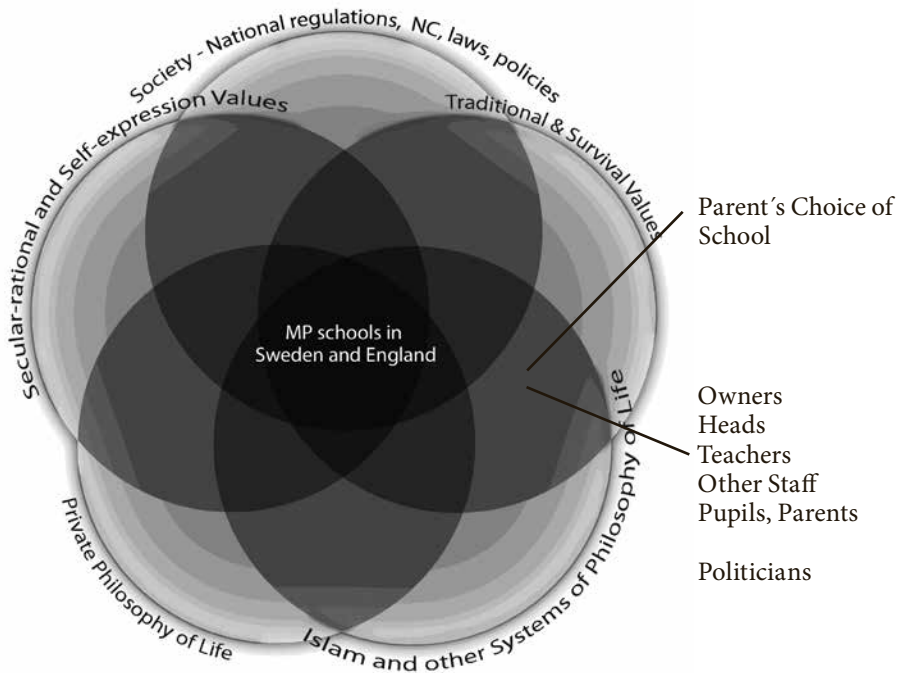 Society - National regulations, NC, laws, policies
Secular-rational and Self-expression Values
Traditional & Survival Values
Parent´s Choice of
School
MP schools in
Sweden and England
Owners
Heads
Teachers
Other Staff
Pupils, Parents
Politicians
Private Philosophy of Life
Islam and other Systems of Philosophy of Life